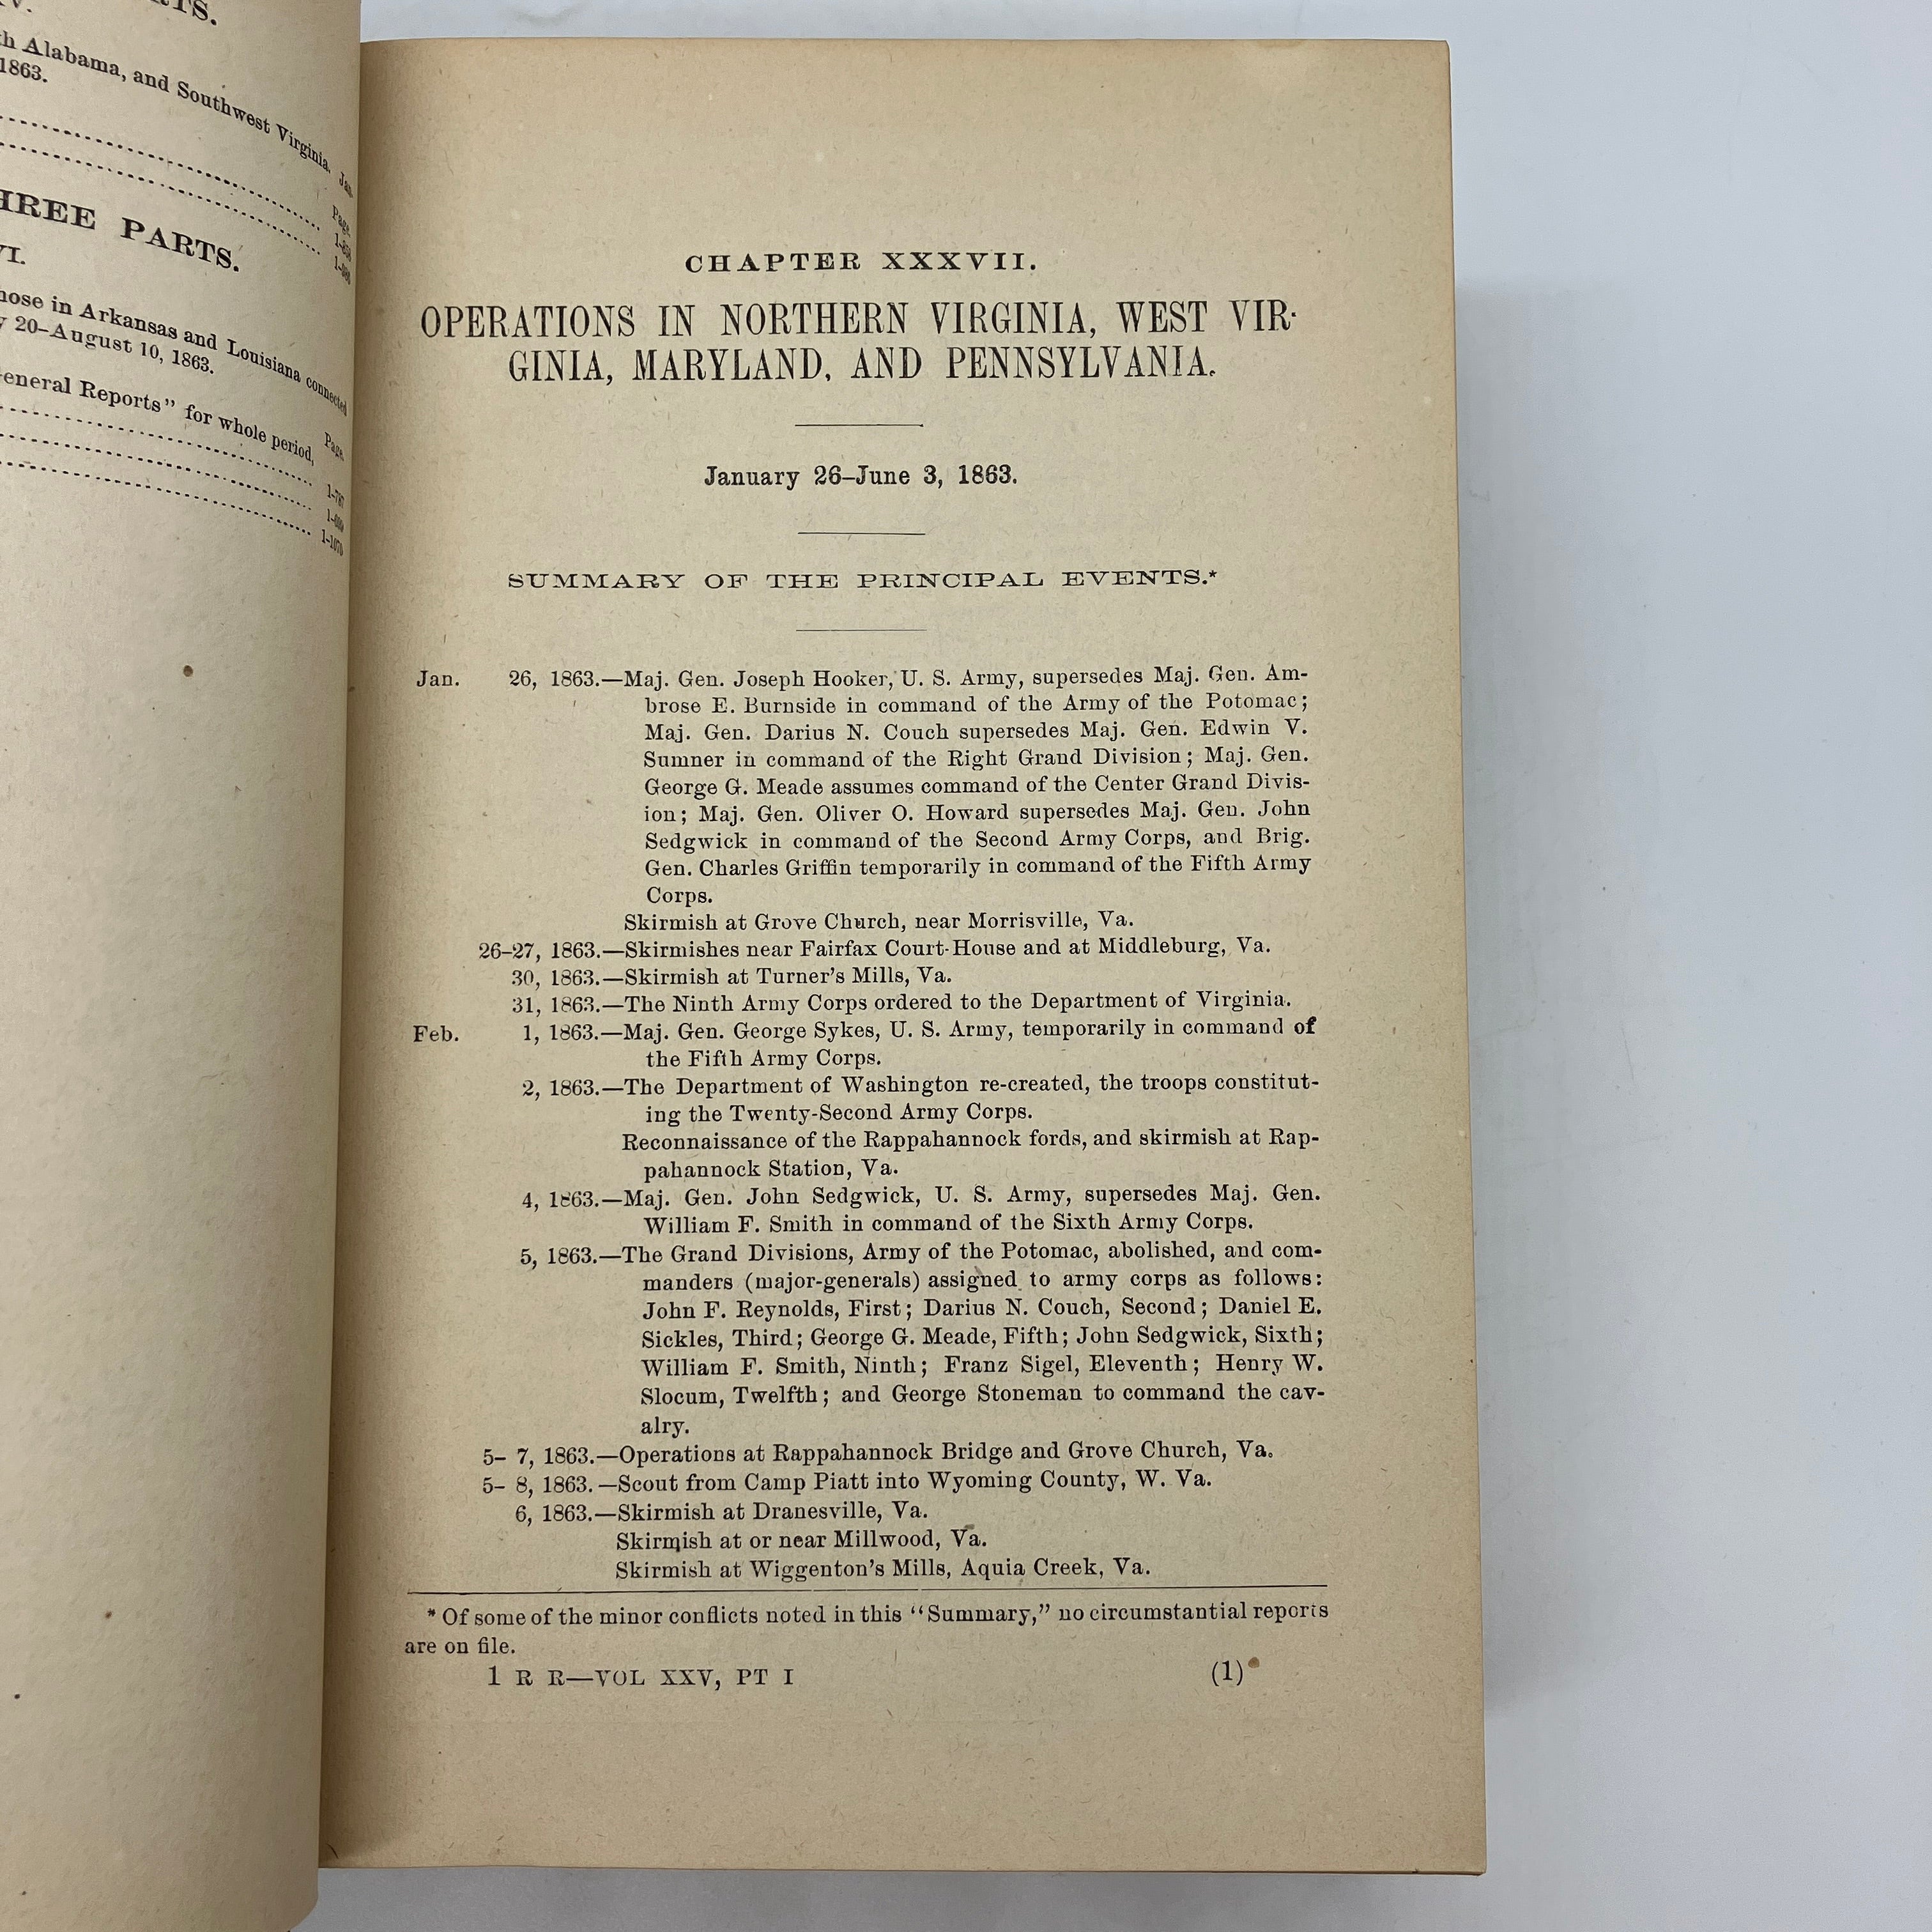 RTS.
h Alabama, and Southwest Virginia. Jan-
1863.
Page.
HREE PARTS.
VI.
hose in Arkansas and Louisiana connected
y 20–August 10, 1863.
General Reports” for whole period,
Page.
1-787
1-1070
CHAPTER XXXVII.
OPERATIONS IN NORTHERN VIRGINIA, WEST VIR-
GINIA, MARYLAND, AND PENNSYLVANIA.
January 26–June 3, 1863.
SUMMARY OF THE PRINCIPAL EVENTS.*
Jan. 26, 1863.—Maj. Gen. Joseph Hooker, U. S. Army, supersedes Maj. Gen. Am-
brose E. Burnside in command of the Army of the Potomac;
Maj. Gen. Darius N. Couch supersedes Maj. Gen. Edwin V.
Sumner in command of the Right Grand Division; Maj. Gen.
George G. Meade assumes command of the Center Grand Divis-
ion; Maj. Gen. Oliver O. Howard supersedes Maj. Gen. John
Sedgwick in command of the Second Army Corps, and Brig.
Gen. Charles Griffin temporarily in command of the Fifth Army
Corps.
Skirmish at Grove Church, near Morrisville, Va.
26–27, 1863.—Skirmishes near Fairfax Court-House and at Middleburg, Va.
30, 1863.—Skirmish at Turner’s Mills, Va.
31, 1863.—The Ninth Army Corps ordered to the Department of Virginia.
Feb. 1, 1863.—Maj. Gen. George Sykes, U. S. Army, temporarily in command of
the Fifth Army Corps.
2, 1863.—The Department of Washington re-created, the troops constitut-
ing the Twenty-Second Army Corps.
Reconnaissance of the Rappahannock fords, and skirmish at Rap-
pahannock Station, Va.
4, 1863.—Maj. Gen. John Sedgwick, U. S. Army, supersedes Maj. Gen.
William F. Smith in command of the Sixth Army Corps.
5, 1863.—The Grand Divisions, Army of the Potomac, abolished, and com-
manders (major-generals) assigned to army corps as follows:
John F. Reynolds, First; Darius N. Couch, Second; Daniel E.
Sickles, Third; George G. Meade, Fifth; John Sedgwick, Sixth;
William F. Smith, Ninth; Franz Sigel, Eleventh; Henry W.
Slocum, Twelfth; and George Stoneman to command the cav-
alry.
5– 7, 1863.—Operations at Rappahannock Bridge and Grove Church, Va.
5– 8, 1863.—Scout from Camp Piatt into Wyoming County, W. Va.
6, 1863.—Skirmish at Dranesville, Va.
Skirmish at or near Millwood, Va.
Skirmish at Wiggenton’s Mills, Aquia Creek, Va.
* Of some of the minor conflicts noted in this “Summary,” no circumstantial reports
are on file.
1 R R—VOL XXV, PT I (1)